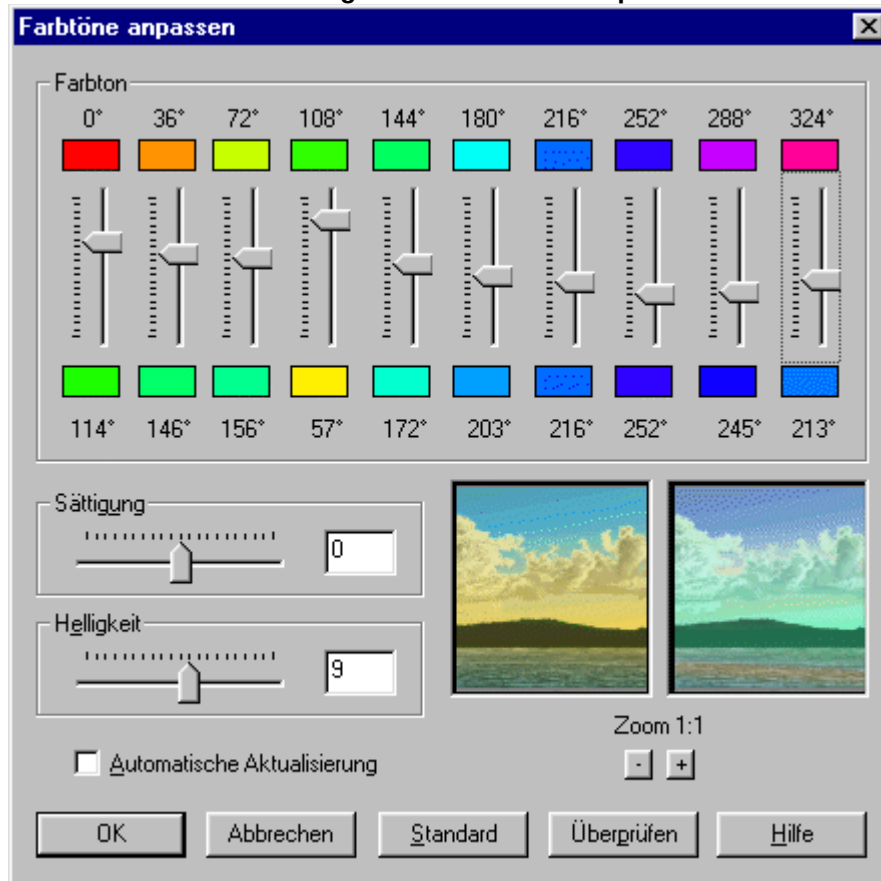 Farbtöne anpassen
Farbton
0° 36° 72° 108° 144° 180° 216° 252° 288° 324°
114° 146° 156° 57° 172° 203° 216° 252° 245° 213°
Sättigung
0
Helligkeit
9
Zoom 1:1
- +
Automatische Aktualisierung
OK Abbrechen Standard Überprüfen Hilfe